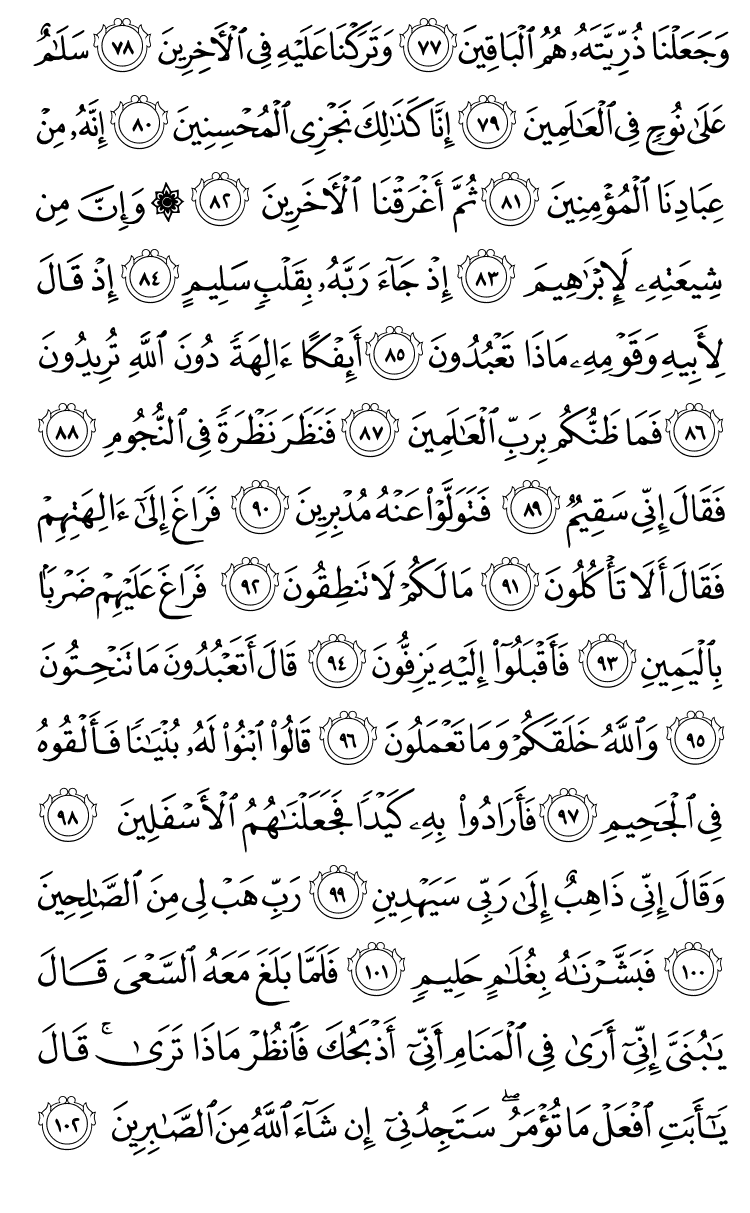 وَجَعَلْنَا ذُرِّيَّتَهُۥ هُمُ ٱلْبَاقِينَ ٧٧ وَتَرَكْنَا عَلَيْهِ فِى ٱلْأَخِرِينَ ٧٨ سَلَـٰمٌ
عَلَىٰ نُوحٍ فِى ٱلْعَـٰلَمِينَ ٧٩ إِنَّا كَذَٰلِكَ نَجْزِى ٱلْمُحْسِنِينَ ٨٠ إِنَّهُۥ مِنْ
عِبَادِنَا ٱلْمُؤْمِنِينَ ٨١ ثُمَّ أَغْرَقْنَا ٱلْأَخَرِينَ ٨٢ ۞ وَإِنَّ مِن
شِيعَتِهِۦ لَإِبْرَٰهِيمَ ٨٣ إِذْ جَآءَ رَبَّهُۥ بِقَلْبٍ سَلِيمٍ ٨٤ إِذْ قَالَ
لِأَبِيهِ وَقَوْمِهِۦ مَاذَا تَعْبُدُونَ ٨٥ أَئِفْكًا ءَالِهَةً دُونَ ٱللَّهِ تُرِيدُونَ
٨٦ فَمَا ظَنُّكُم بِرَبِّ ٱلْعَـٰلَمِينَ ٨٧ فَنَظَرَ نَظْرَةً فِى ٱلنُّجُومِ ٨٨
فَقَالَ إِنِّى سَقِيمٌ ٨٩ فَتَوَلَّوْا۟ عَنْهُ مُدْبِرِينَ ٩٠ فَرَاغَ إِلَىٰٓ ءَالِهَتِهِمْ
فَقَالَ أَلَا تَأْكُلُونَ ٩١ مَا لَكُمْ لَا تَنطِقُونَ ٩٢ فَرَاغَ عَلَيْهِمْ ضَرْبًۢا
بِٱلْيَمِينِ ٩٣ فَأَقْبَلُوٓا۟ إِلَيْهِ يَزِفُّونَ ٩٤ قَالَ أَتَعْبُدُونَ مَا تَنْحِتُونَ
٩٥ وَٱللَّهُ خَلَقَكُمْ وَمَا تَعْمَلُونَ ٩٦ قَالُوا۟ ٱبْنُوا۟ لَهُۥ بُنْيَـٰنًا فَأَلْقُوهُ
فِى ٱلْجَحِيمِ ٩٧ فَأَرَادُوا۟ بِهِۦ كَيْدًا فَجَعَلْنَـٰهُمُ ٱلْأَسْفَلِينَ ٩٨
وَقَالَ إِنِّى ذَاهِبٌ إِلَىٰ رَبِّى سَيَهْدِينِ ٩٩ رَبِّ هَبْ لِى مِنَ ٱلصَّـٰلِحِينَ
١٠٠ فَبَشَّرْنَـٰهُ بِغُلَـٰمٍ حَلِيمٍ ١٠١ فَلَمَّا بَلَغَ مَعَهُ ٱلسَّعْىَ قَالَ
يَـٰبُنَىَّ إِنِّىٓ أَرَىٰ فِى ٱلْمَنَامِ أَنِّىٓ أَذْبَحُكَ فَٱنظُرْ مَاذَا تَرَىٰ ۚ قَالَ
يَـٰٓأَبَتِ ٱفْعَلْ مَا تُؤْمَرُ ۖ سَتَجِدُنِىٓ إِن شَآءَ ٱللَّهُ مِنَ ٱلصَّـٰبِرِينَ ١٠٢